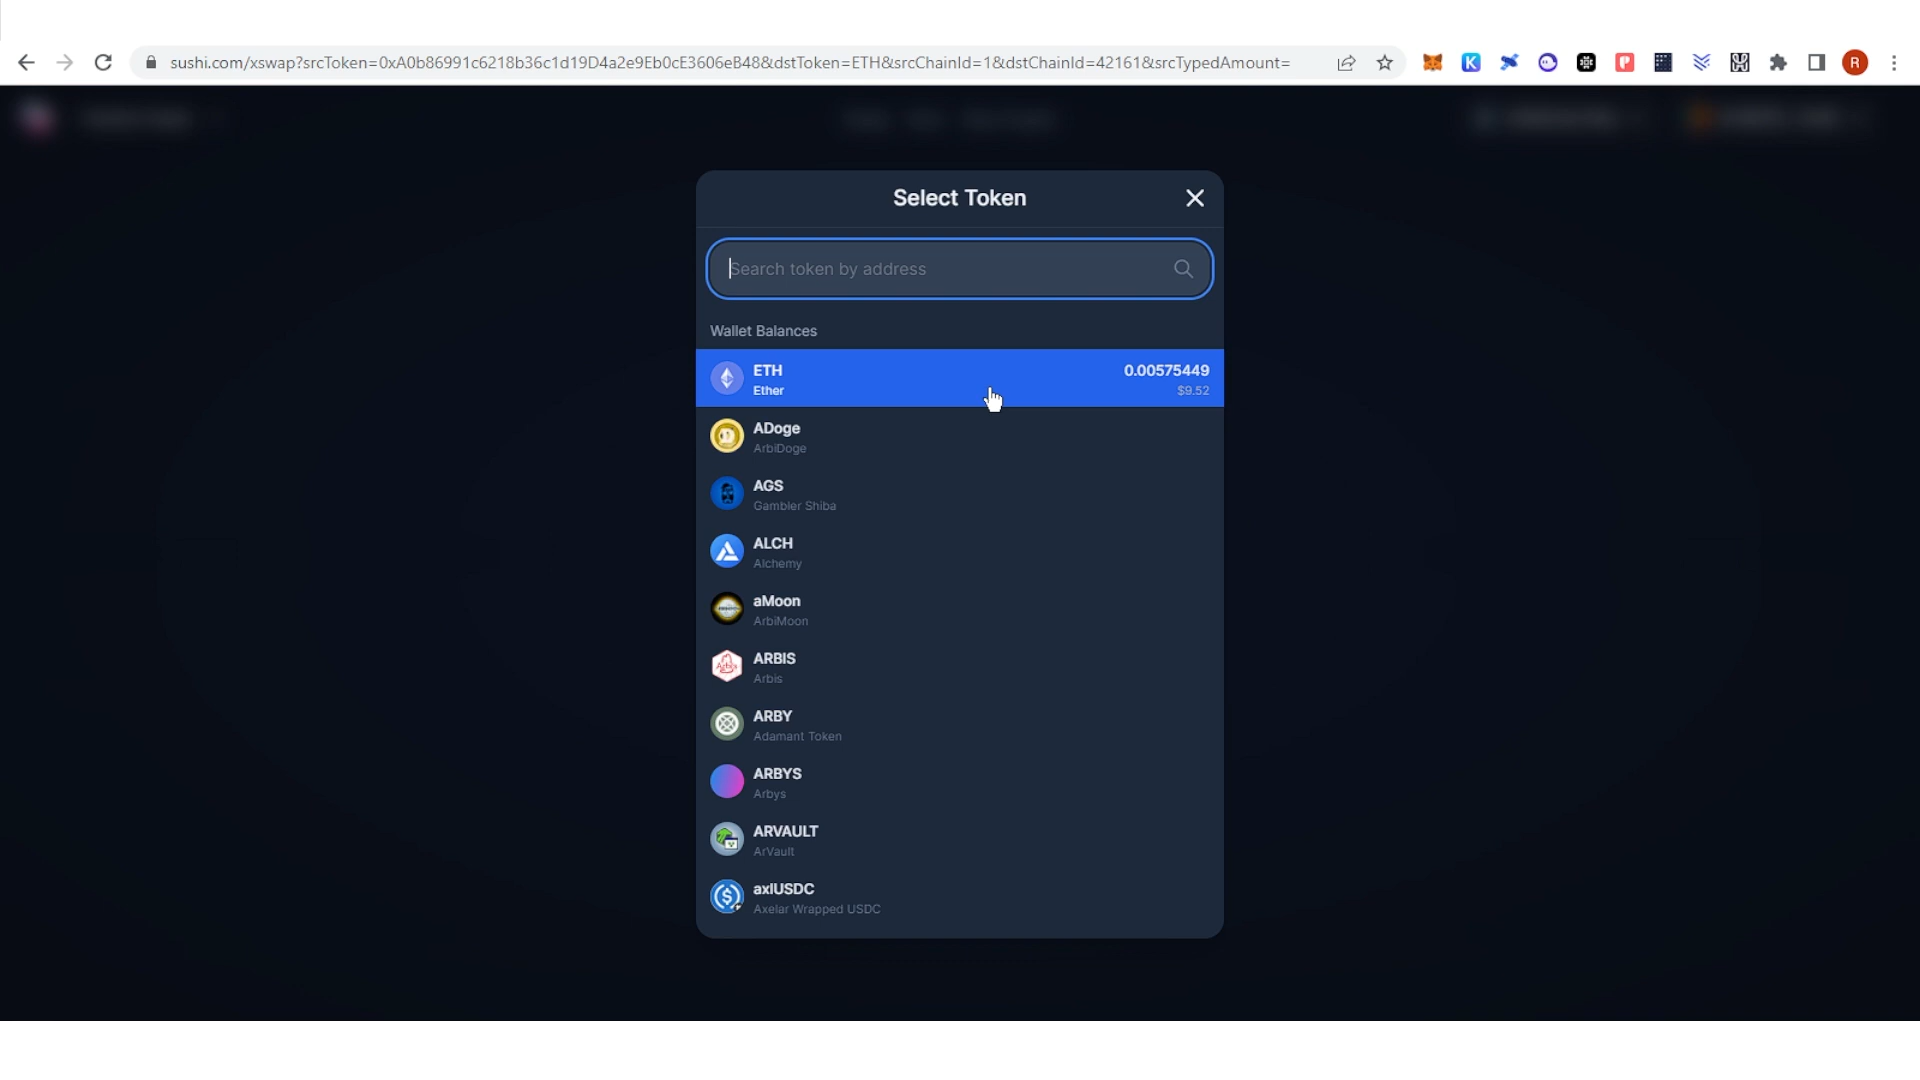 sushi.com/xswap?srcToken=0xA0b86991c6218b36c1d19D4a2e9Eb0cE3606eB48&dstToken=ETH&srcChainId=1&dstChainId=42161&srcTypedAmount=
K
P
R
Select Token
Search token by address
Wallet Balances
ETH 0.00575449
Ether $9.52
ADoge
ArbiDoge
AGS
Gambler Shiba
ALCH
Alchemy
aMoon
ArbiMoon
ARBIS
Arbis
ARBY
Adamant Token
ARBYS
Arbys
ARVAULT
ArVault
axlUSDC
Axelar Wrapped USDC